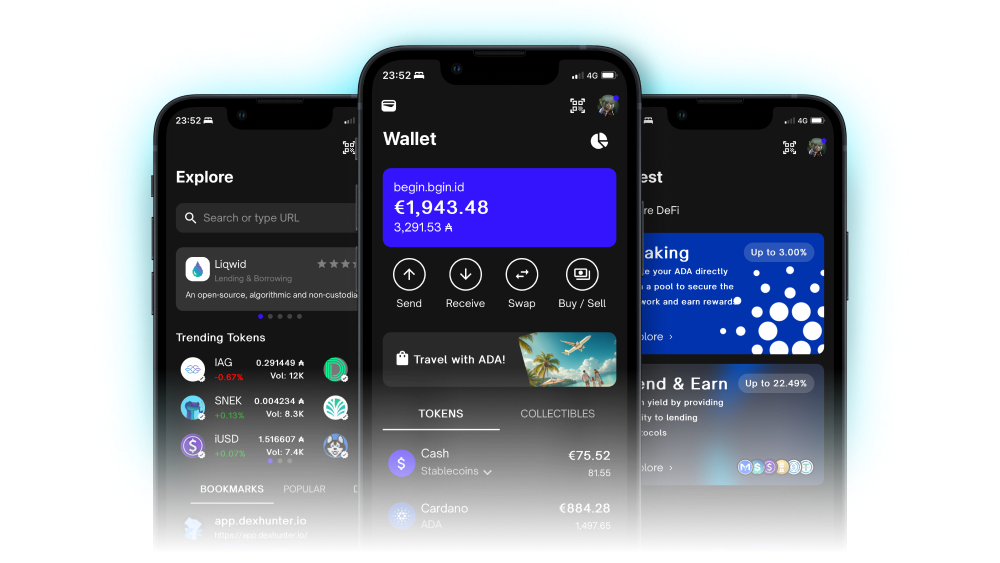 23:52
Explore
Search or type URL
Liqwid
Lending & Borrowing
An open-source, algorithmic and non-custodia
Trending Tokens
IAG 0.291449 ₳
-0.67% Vol: 12K
SNEK 0.004234 ₳
+0.13% Vol: 8.3K
iUSD 1.516607 ₳
+0.07% Vol: 7.4K
BOOKMARKS POPULAR D
app.dexhunter.io
https://app.dexhunter.io/
23:52 4G
Wallet
begin.bgin.id
€1,943.48
3,291.53 ₳
Send Receive Swap Buy / Sell
Travel with ADA!
TOKENS COLLECTIBLES
Cash €75.52
Stablecoins 81.55
Cardano €884.28
ADA 1,497.65
4G
est
re DeFi
aking Up to 3.00%
e your ADA directly
a pool to secure the
work and earn rewards
plore ›
end & Earn Up to 22.49%
n yield by providing
ity to lending
tocols
plore ›